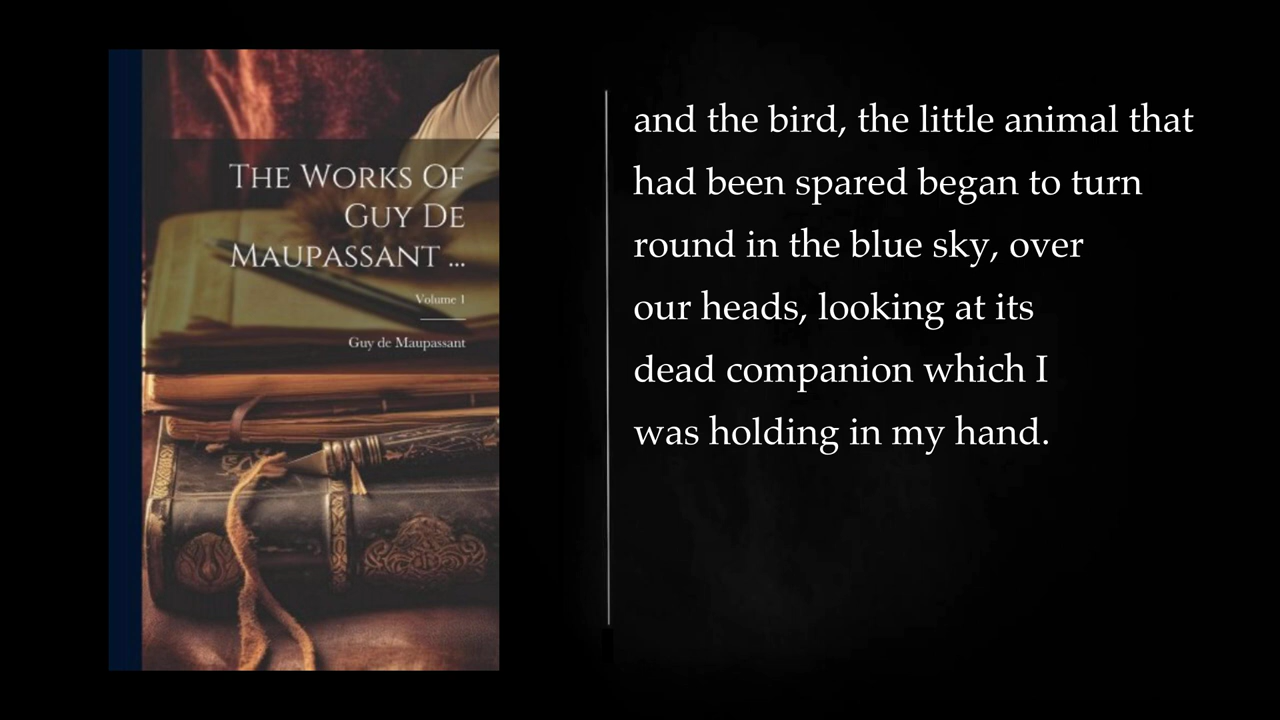 The Works Of
Guy De
Maupassant ...
Volume 1
Guy de Maupassant
and the bird, the little animal that
had been spared began to turn
round in the blue sky, over
our heads, looking at its
dead companion which I
was holding in my hand.